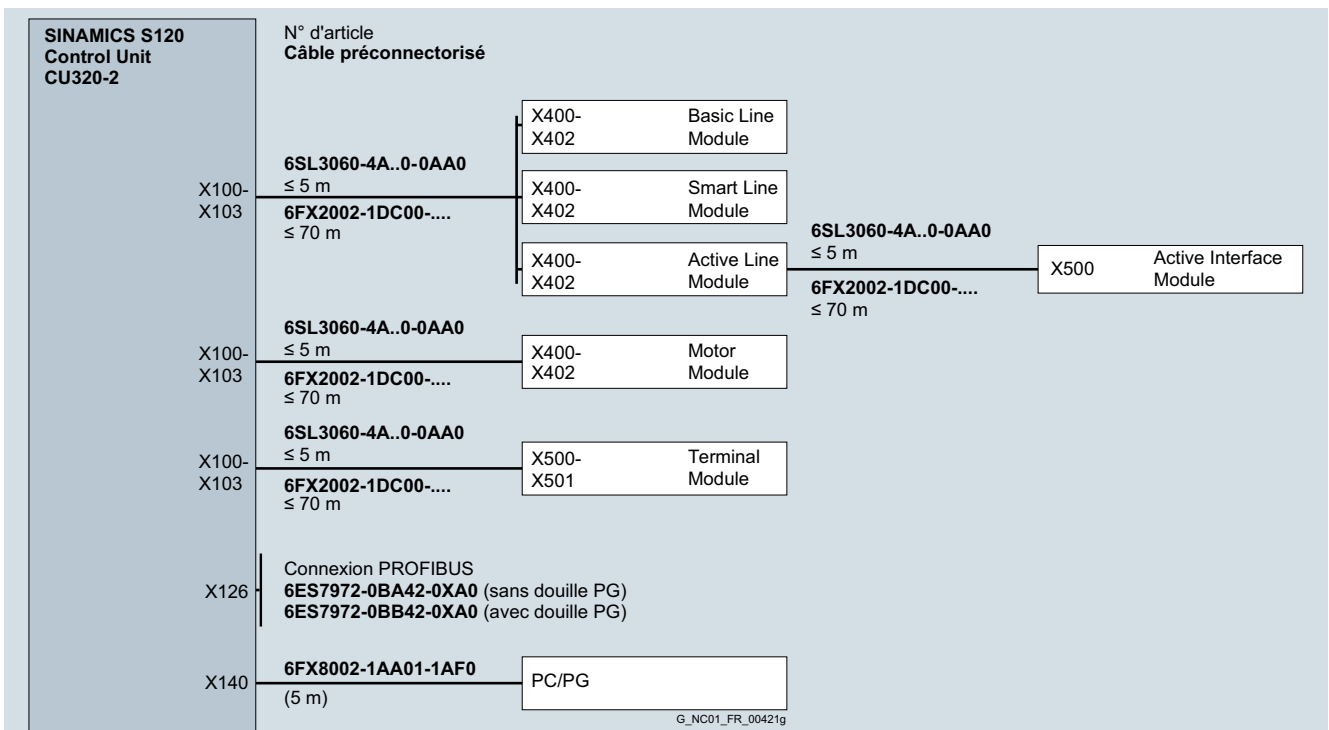 SINAMICS S120
Control Unit
CU320-2
N° d'article
Câble préconnectorisé
X100-
X103
6SL3060-4A..0-0AA0
≤ 5 m
6FX2002-1DC00-....
≤ 70 m
X400- Basic Line
X402 Module
X400- Smart Line
X402 Module
X400- Active Line
X402 Module
6SL3060-4A..0-0AA0
≤ 5 m
6FX2002-1DC00-....
≤ 70 m
X500 Active Interface
Module
X100-
X103
6SL3060-4A..0-0AA0
≤ 5 m
6FX2002-1DC00-....
≤ 70 m
X400- Motor
X402 Module
X100-
X103
6SL3060-4A..0-0AA0
≤ 5 m
6FX2002-1DC00-....
≤ 70 m
X500- Terminal
X501 Module
X126
Connexion PROFIBUS
6ES7972-0BA42-0XA0 (sans douille PG)
6ES7972-0BB42-0XA0 (avec douille PG)
X140
6FX8002-1AA01-1AF0
(5 m)
PC/PG
G_NC01_FR_00421g